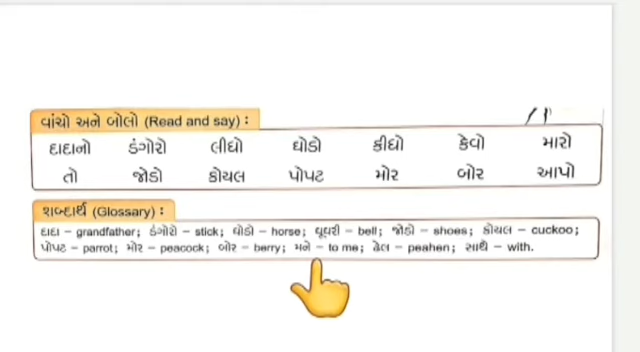 વાંચો અને બોલો (Read and say) :
દાદાનો ડંગોરો લીધો ઘોડો કીધો કેવો મારો
તો જોડો કોયલ પોપટ મોર બોર આપો
શબ્દાર્થ (Glossary) :
દાદા – grandfather; ડંગોરો – stick; ઘોડો – horse; ઘૂઘરી – bell; જોડો – shoes; કોયલ – cuckoo;
પોપટ – parrot; મોર – peacock; બોર – berry; મને – to me; ઢેલ – peahen; સાથે – with.